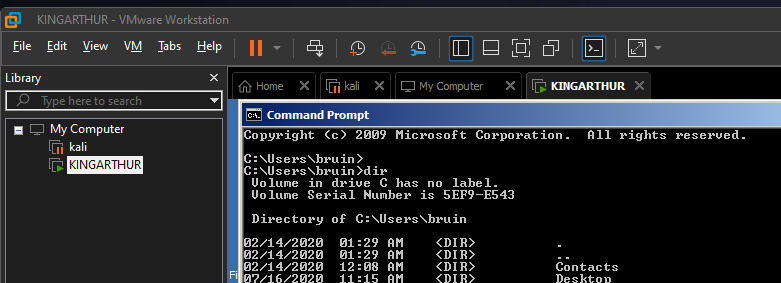 KINGARTHUR - VMware Workstation
File Edit View VM Tabs Help
Library
Type here to search
My Computer
kali
KINGARTHUR
Home
kali
My Computer
KINGARTHUR
Command Prompt
Copyright (c) 2009 Microsoft Corporation.  All rights reserved.
C:\Users\bruin>
C:\Users\bruin>dir
Volume in drive C has no label.
Volume Serial Number is 5EF9-E543
Directory of C:\Users\bruin
02/14/2020  01:29 AM    <DIR>          .
02/14/2020  01:29 AM    <DIR>          ..
02/14/2020  12:08 AM    <DIR>          Contacts
07/16/2020  11:15 AM    <DIR>          Desktop
Fi